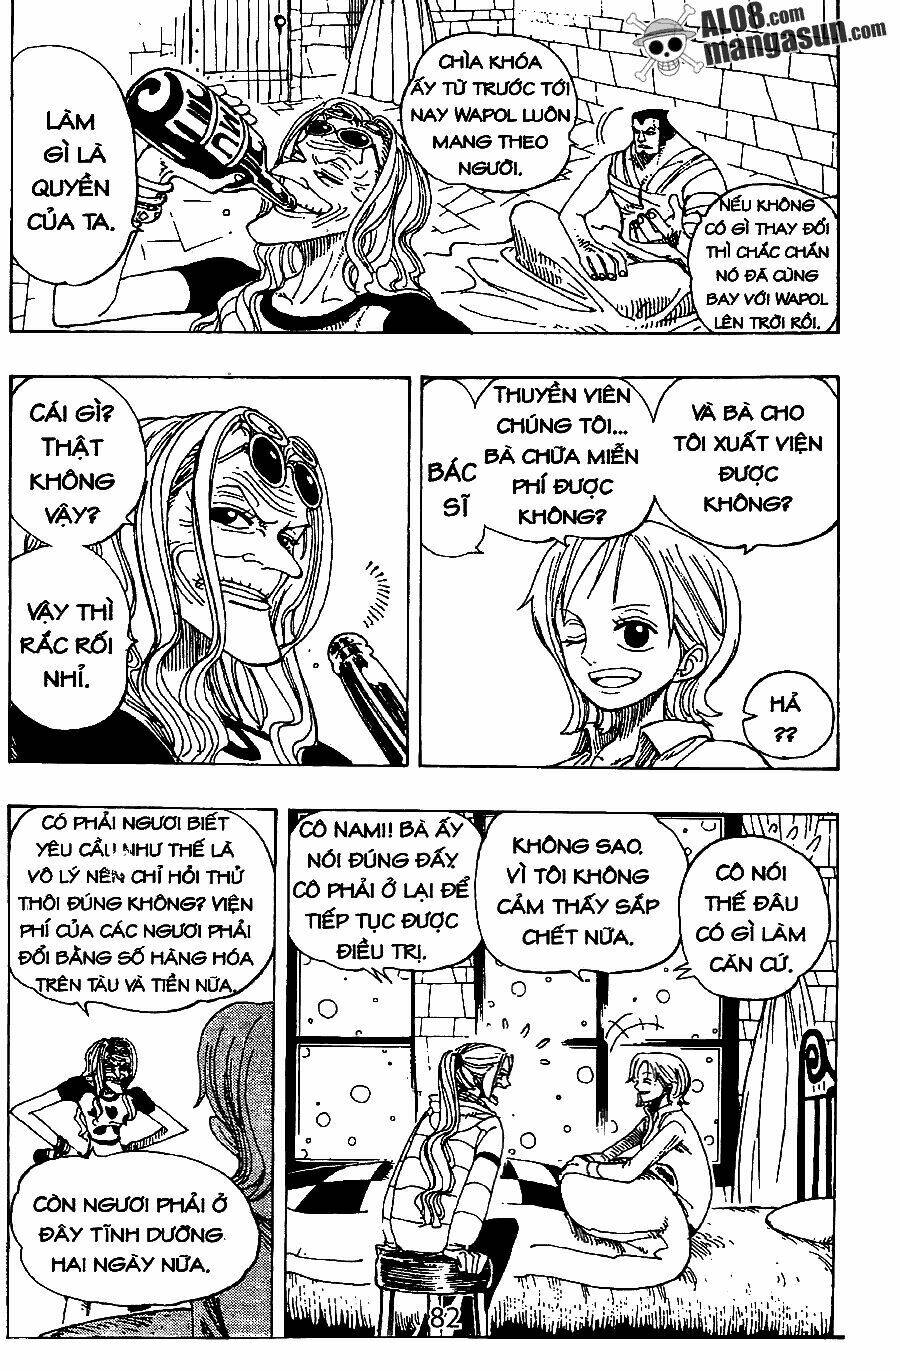 AL08.com
mangasun.com
LÀM
GÌ LÀ
QUYỀN
CỦA TA.
CHÌA KHÓA
ẤY TỪ TRƯỚC TỚI
NAY WAPOL LUÔN
MANG THEO
NGƯỜI.
NẾU KHÔNG
CÓ GÌ THAY ĐỔI
THÌ CHẮC CHẮN
NÓ ĐÃ CÙNG
BAY VỚI WAPOL
LÊN TRỜI RỒI.
CÁI GÌ?
THẬT
KHÔNG
VẬY?
VẬY THÌ
RẮC RỐI
NHỈ.
BÁC
SĨ
THUYỀN VIÊN
CHÚNG TÔI...
BÀ CHỮA MIỄN
PHÍ ĐƯỢC
KHÔNG?
VÀ BÀ CHO
TÔI XUẤT VIỆN
ĐƯỢC
KHÔNG?
HẢ
??
CÓ PHẢI NGƯƠI BIẾT
YÊU CẦU NHƯ THẾ LÀ
VÔ LÝ NÊN CHỈ HỎI THỬ
THÔI ĐÚNG KHÔNG? VIỆN
PHÍ CỦA CÁC NGƯƠI PHẢI
ĐỔI BẰNG SỐ HÀNG HÓA
TRÊN TÀU VÀ TIỀN NỮA.
CÒN NGƯƠI PHẢI Ở
ĐÂY TĨNH DƯỠNG
HAI NGÀY NỮA.
CÔ NAMI!! BÀ ẤY
NÓI ĐÚNG ĐẤY
CÔ PHẢI Ở LẠI ĐỂ
TIẾP TỤC ĐƯỢC
ĐIỀU TRỊ.
KHÔNG SAO.
VÌ TÔI KHÔNG
CẢM THẤY SẮP
CHẾT NỮA.
CÔ NÓI
THẾ ĐÂU
CÓ GÌ LÀM
CĂN CỨ.
82